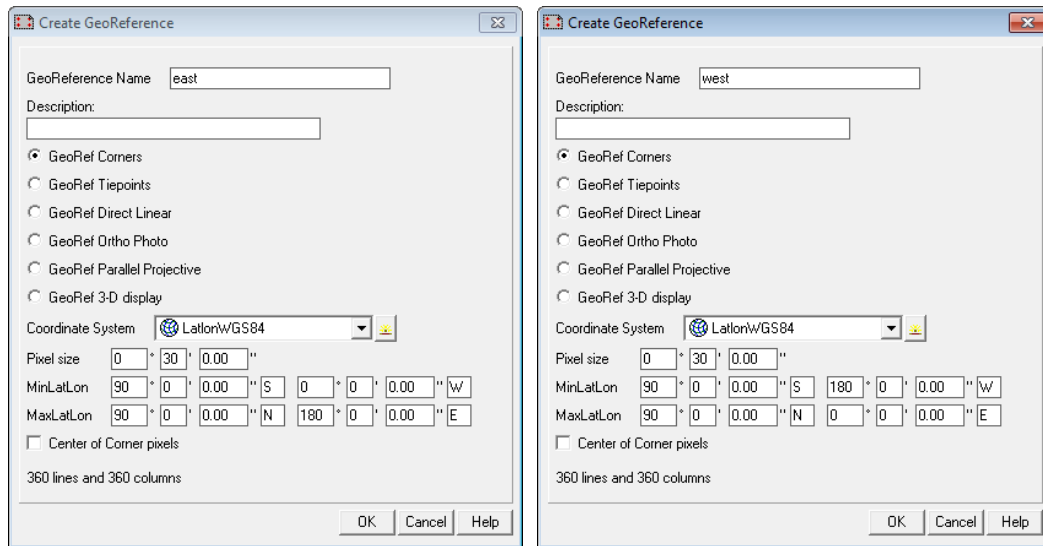 Create GeoReference
GeoReference Name east
Description:
GeoRef Corners
GeoRef Tiepoints
GeoRef Direct Linear
GeoRef Ortho Photo
GeoRef Parallel Projective
GeoRef 3-D display
Coordinate System LatlonWGS84
Pixel size 0 ° 30 ' 0.00 "
MinLatLon 90 ° 0 ' 0.00 " S 0 ° 0 ' 0.00 " W
MaxLatLon 90 ° 0 ' 0.00 " N 180 ° 0 ' 0.00 " E
Center of Corner pixels
360 lines and 360 columns
OK Cancel Help
Create GeoReference
GeoReference Name west
Description:
GeoRef Corners
GeoRef Tiepoints
GeoRef Direct Linear
GeoRef Ortho Photo
GeoRef Parallel Projective
GeoRef 3-D display
Coordinate System LatlonWGS84
Pixel size 0 ° 30 ' 0.00 "
MinLatLon 90 ° 0 ' 0.00 " S 180 ° 0 ' 0.00 " W
MaxLatLon 90 ° 0 ' 0.00 " N 0 ° 0 ' 0.00 " E
Center of Corner pixels
360 lines and 360 columns
OK Cancel Help